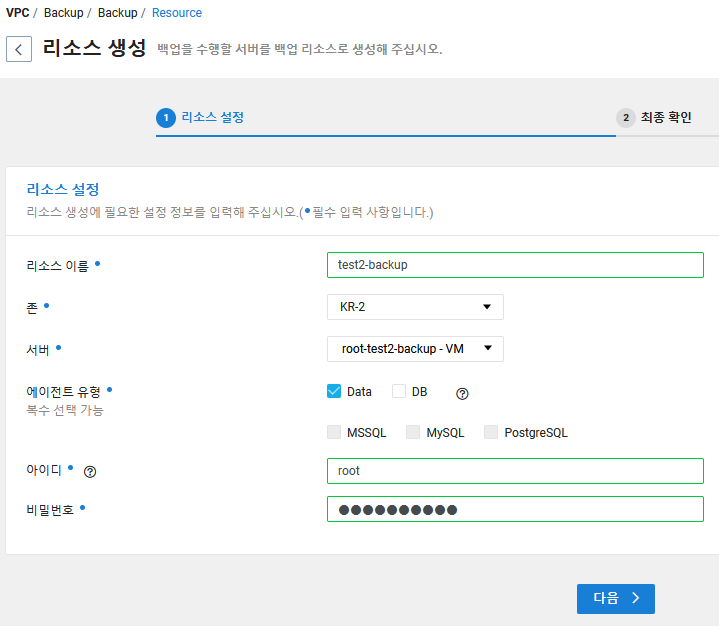 VPC / Backup / Backup / Resource
리소스 생성 백업을 수행할 서버를 백업 리소스로 생성해 주십시오.
1 리소스 설정 2 최종 확인
리소스 설정
리소스 생성에 필요한 설정 정보를 입력해 주십시오.(•필수 입력 사항입니다.)
리소스 이름 • test2-backup
존 • KR-2
서버 • root-test2-backup - VM
에이전트 유형 • Data DB ?
복수 선택 가능
MSSQL MySQL PostgreSQL
아이디 • ? root
비밀번호 • ●●●●●●●●●●
다음 >